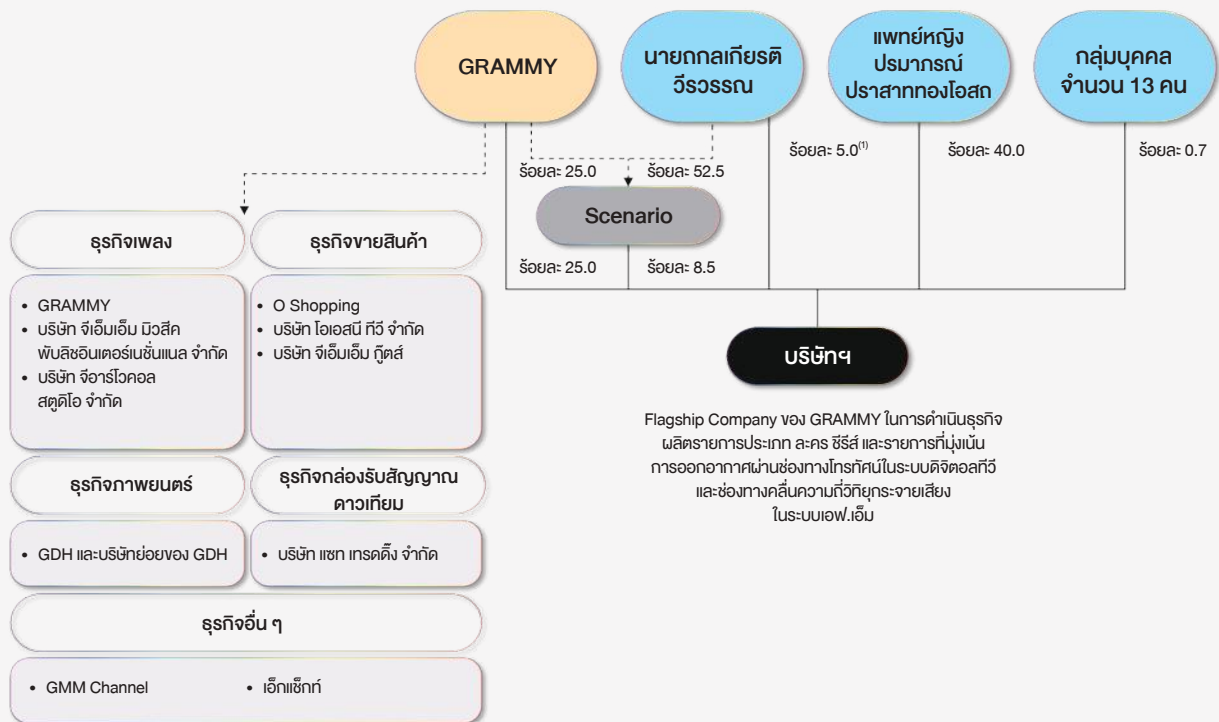 GRAMMY
นายถกลเกียรติ
วีรวรรณ
แพทย์หญิง
ปรมาภรณ์
ปราสาททองโอสถ
กลุ่มบุคคล
จำนวน 13 คน
ร้อยละ 25.0
ร้อยละ 52.5
ร้อยละ 5.0(1)
ร้อยละ 40.0
ร้อยละ 0.7
Scenario
ร้อยละ 25.0
ร้อยละ 8.5
บริษัทฯ
Flagship Company ของ GRAMMY ในการดำเนินธุรกิจ
ผลิตรายการประเภท ละคร ซีรีส์ และรายการที่มุ่งเน้น
การออกอากาศผ่านช่องทางโทรทัศน์ในระบบดิจิตอลทีวี
และช่องทางคลื่นความถี่วิทยุกระจายเสียง
ในระบบเอฟ.เอ็ม
ธุรกิจเพลง
• GRAMMY
• บริษัท จีเอ็มเอ็ม มิวสิค
พับลิชอินเตอร์เนชั่นแนล จำกัด
• บริษัท จีอาร์โวคอล
สตูดิโอ จำกัด
ธุรกิจขายสินค้า
• O Shopping
• บริษัท โอเอสนี ทีวี จำกัด
• บริษัท จีเอ็มเอ็ม กู๊ตส์
ธุรกิจภาพยนตร์
• GDH และบริษัทย่อยของ GDH
ธุรกิจกล่องรับสัญญาณ
ดาวเทียม
• บริษัท แซท เทรดดิ้ง จำกัด
ธุรกิจอื่น ๆ
• GMM Channel
• เอ็กแซ็กท์